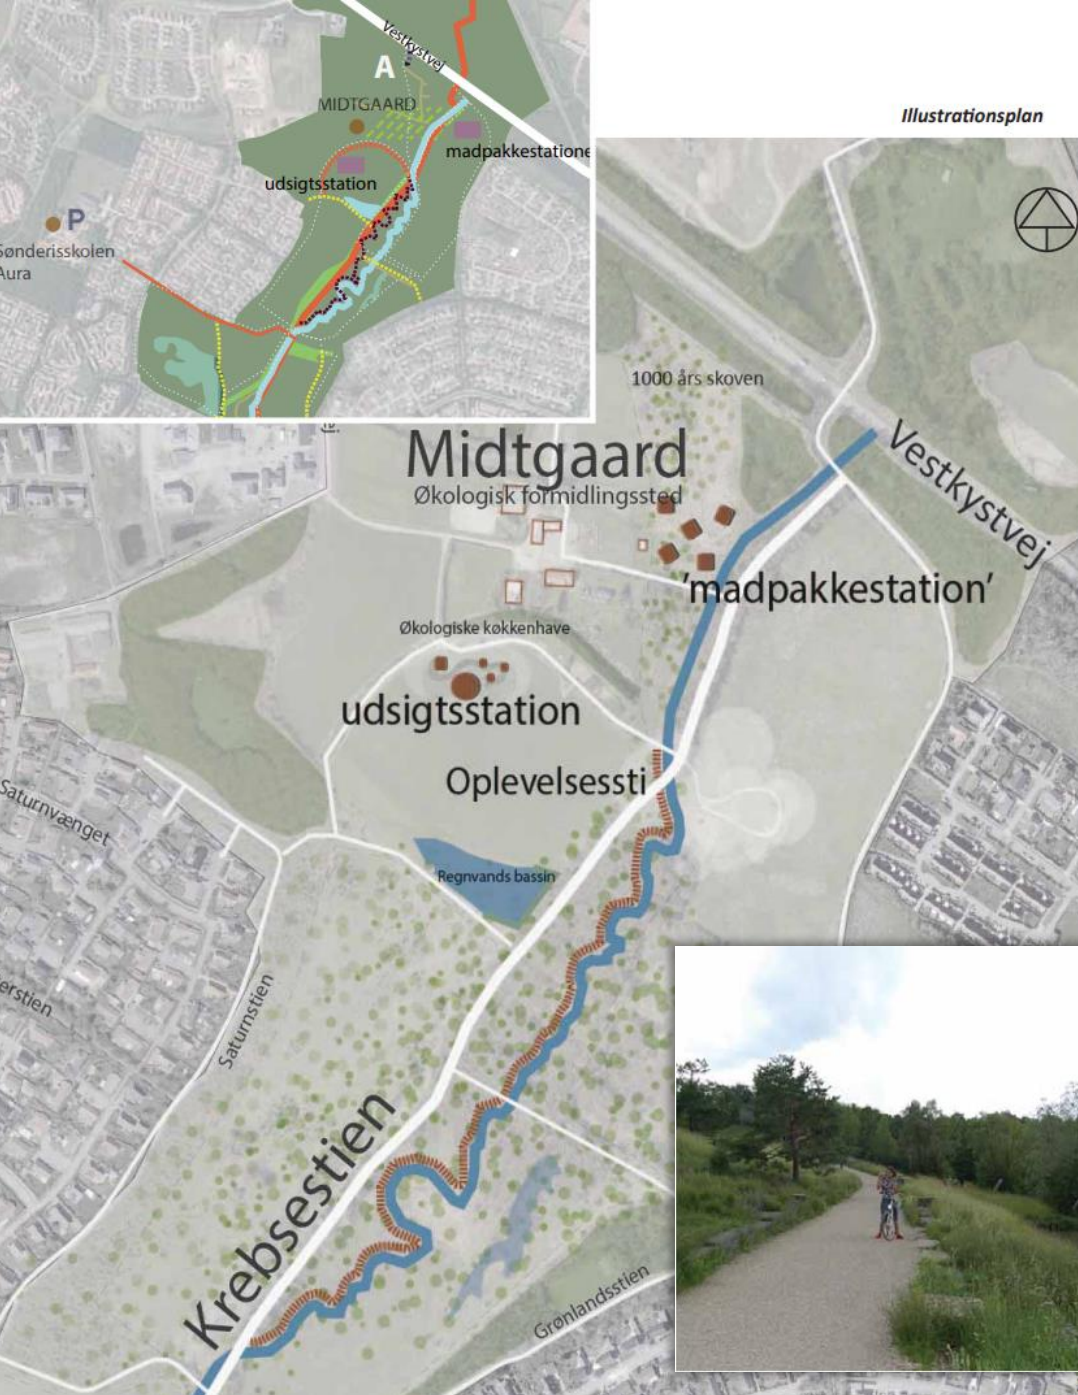 Vestkystvej
A
MIDTGAARD
madpakkestatione
udsigtsstation
P
Sønderisskolen
Aura
Illustrationsplan
1000 års skoven
Midtgaard
Økologisk formidlingssted
Vestkystvej
'madpakkestation'
Økologiske køkkenhave
udsigtsstation
Oplevelsessti
Saturnvænget
Regnvands bassin
erstien
Saturnstien
Krebsestien
Grønlandsstien